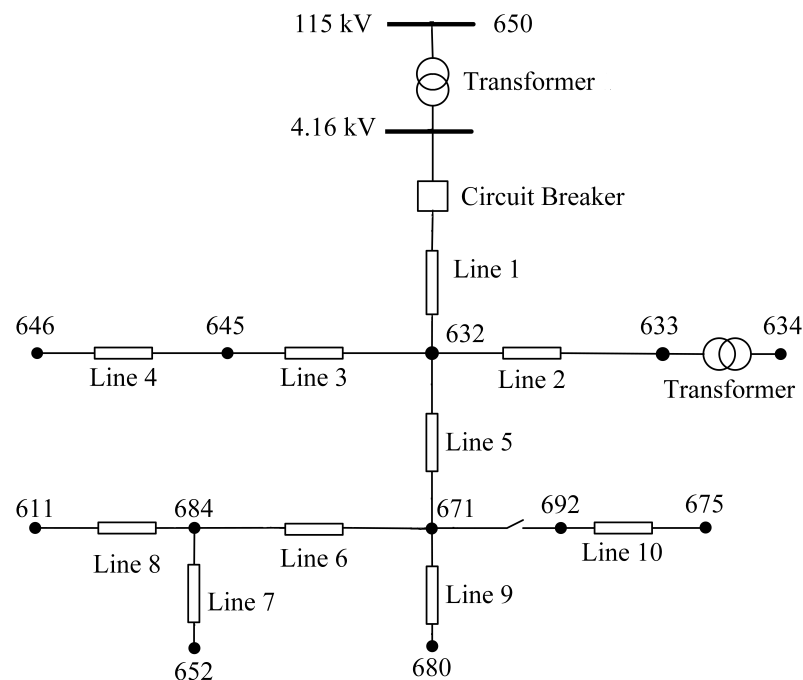 115 kV
650
Transformer
4.16 kV
Circuit Breaker
Line 1
646
645
632
633
634
Line 4
Line 3
Line 2
Transformer
Line 5
611
684
671
692
675
Line 8
Line 6
Line 10
Line 7
Line 9
652
680